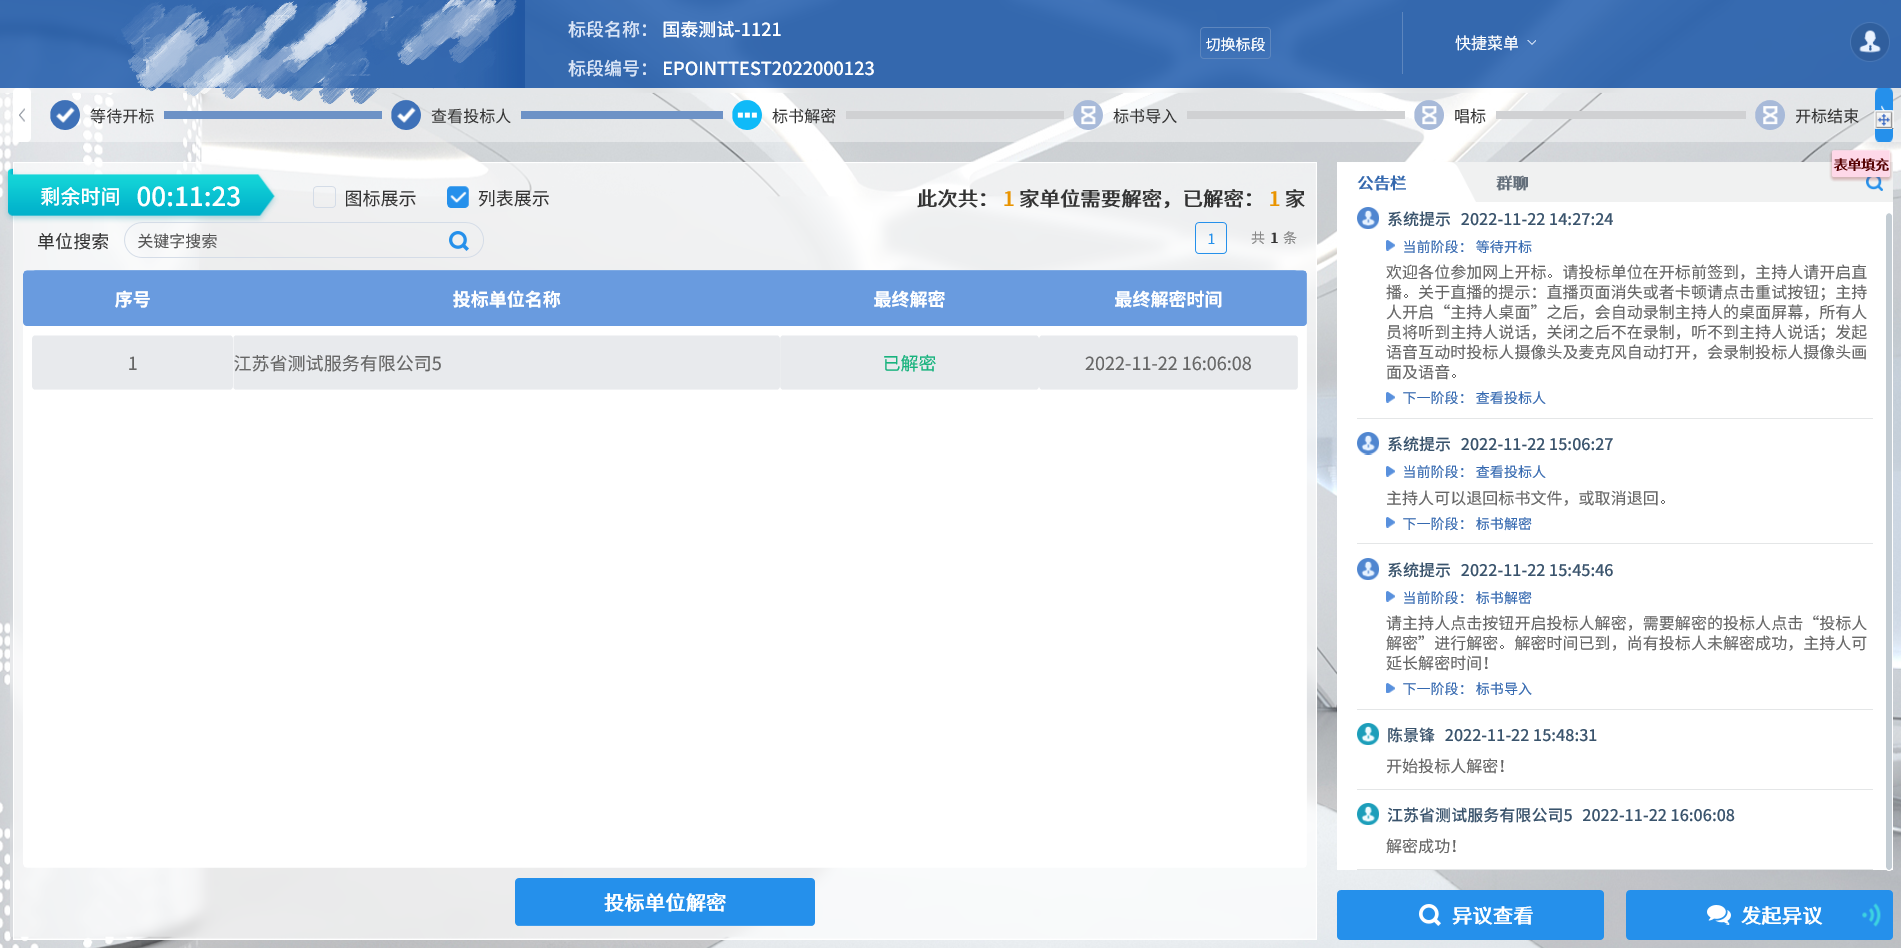 标段名称： 国泰测试-1121
标段编号： EPOINTTEST2022000123
切换标段
快捷菜单
等待开标
查看投标人
标书解密
标书导入
唱标
开标结束
表单填充
剩余时间 00:11:23
图标展示
列表展示
此次共： 1 家单位需要解密，已解密： 1 家
单位搜索
关键字搜索
1
共 1 条
序号 投标单位名称 最终解密 最终解密时间
1 江苏省测试服务有限公司5 已解密 2022-11-22 16:06:08
投标单位解密
公告栏
群聊
系统提示 2022-11-22 14:27:24
当前阶段： 等待开标
欢迎各位参加网上开标。请投标单位在开标前签到，主持人请开启直
播。关于直播的提示：直播页面消失或者卡顿请点击重试按钮；主持
人开启“主持人桌面”之后，会自动录制主持人的桌面屏幕，所有人
员将听到主持人说话，关闭之后不在录制，听不到主持人说话；发起
语音互动时投标人摄像头及麦克风自动打开，会录制投标人摄像头画
面及语音。
下一阶段： 查看投标人
系统提示 2022-11-22 15:06:27
当前阶段： 查看投标人
主持人可以退回标书文件，或取消退回。
下一阶段： 标书解密
系统提示 2022-11-22 15:45:46
当前阶段： 标书解密
请主持人点击按钮开启投标人解密，需要解密的投标人点击“投标人
解密”进行解密。解密时间已到，尚有投标人未解密成功，主持人可
延长解密时间！
下一阶段： 标书导入
陈景锋 2022-11-22 15:48:31
开始投标人解密！
江苏省测试服务有限公司5 2022-11-22 16:06:08
解密成功！
异议查看
发起异议